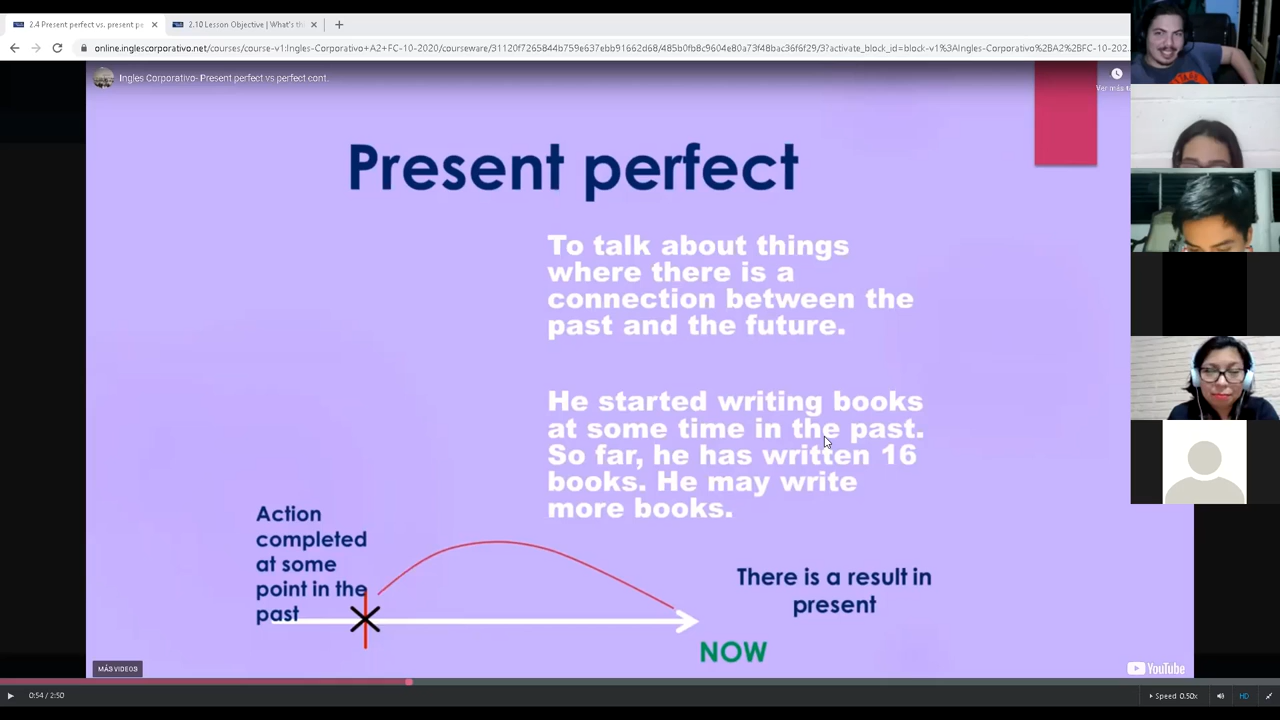 2.4 Present perfect vs. present pe
2.10 Lesson Objective | What's thi
online.inglescorporativo.net/courses/course-v1:Ingles-Corporativo+A2+FC-10-2020/courseware/31120f7265844b759e637ebb91662d68/485b0fb8c9604e80a73f48bac36f6f29/3?activate_block_id=block-v1%3AIngles-Corporativo%2BA2%2BFC-10-202...
Ingles Corporativo- Present perfect vs perfect cont.
Ver más t
Present perfect
To talk about things
where there is a
connection between the
past and the future.
He started writing books
at some time in the past.
So far, he has written 16
books. He may write
more books.
Action
completed
at some
point in the
past
There is a result in
present
NOW
MÁS VIDEOS
YouTube
0:54 / 2:50
Speed 0.50x
HD